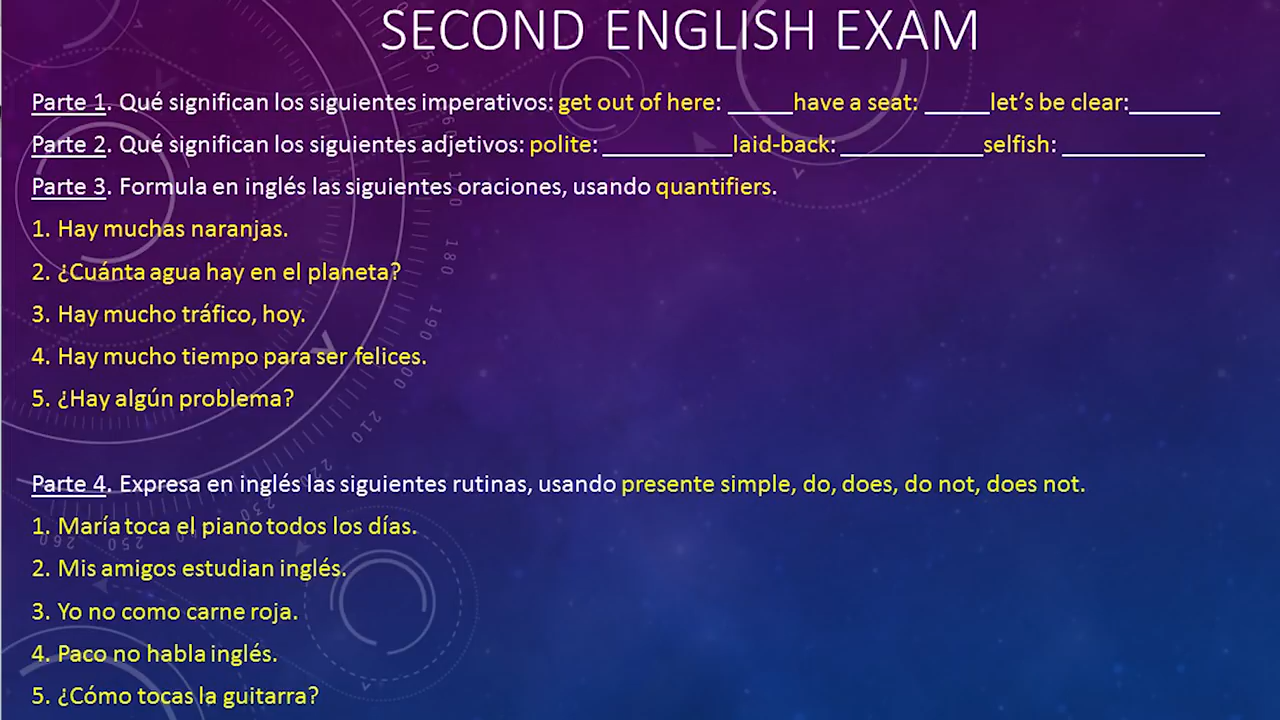 SECOND ENGLISH EXAM
Parte 1. Qué significan los siguientes imperativos: get out of here: _____have a seat: _____let’s be clear:_______
Parte 2. Qué significan los siguientes adjetivos: polite: __________laid-back: ___________selfish: ___________
Parte 3. Formula en inglés las siguientes oraciones, usando quantifiers.
1. Hay muchas naranjas.
2. ¿Cuánta agua hay en el planeta?
3. Hay mucho tráfico, hoy.
4. Hay mucho tiempo para ser felices.
5. ¿Hay algún problema?
Parte 4. Expresa en inglés las siguientes rutinas, usando presente simple, do, does, do not, does not.
1. María toca el piano todos los días.
2. Mis amigos estudian inglés.
3. Yo no como carne roja.
4. Paco no habla inglés.
5. ¿Cómo tocas la guitarra?